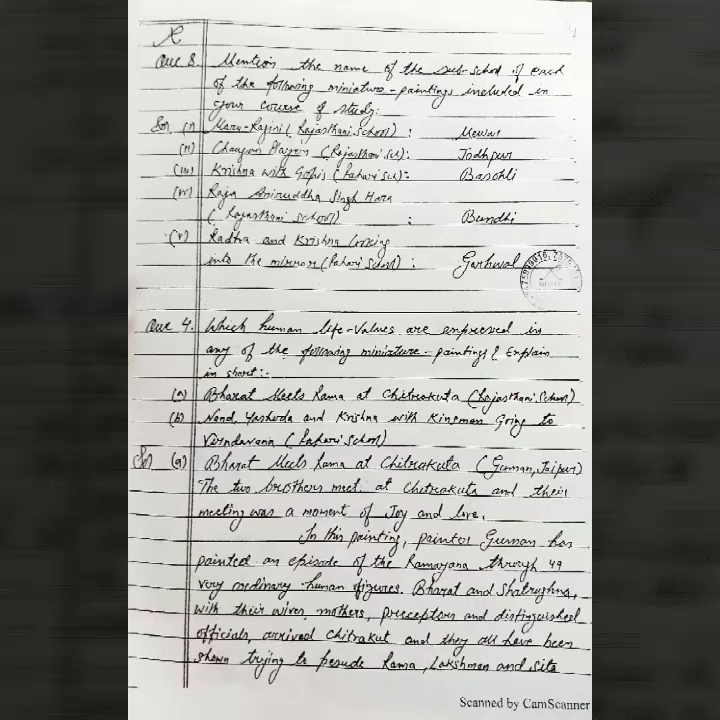 Que 8. Mention the name of the sub-school of each
of the following miniature-paintings included in
your course of study:
Sol (i) Maru-Ragini (Rajasthani School) : Mewar
(ii) Chaugan Players (Rajasthani Sch): Jodhpur
(iii) Krishna with Gopis (Pahari Sch): Basohli
(iv) Raja Aniruddha Singh Hara
(Rajasthani School) : Bundhi
(v) Radha and Krishna looking
into the mirror (Pahari School) : Garhwal
Que 4. Which human life-values are expressed in
any of the following miniature-paintings? Explain
in short:-
(a) Bharat Meets Rama at Chitrakuta (Rajasthani School)
(b) Nand, Yashoda and Krishna with Kinsman Going to
Vrindavana (Pahari School)
Sol (a) Bharat Meets Rama at Chitrakuta (Guman, Jaipur)
The two brothers meet at Chitrakuta and their
meeting was a moment of Joy and love.
In this painting, painter Guman has
painted an episode of the Ramayana through 49
very ordinary human figures. Bharat and Shatrughna,
with their wives, mothers, preceptors and distinguished
officials, arrived Chitrakut and they all have been
shown trying to pesude Rama, Lakshman and Sita
Scanned by CamScanner